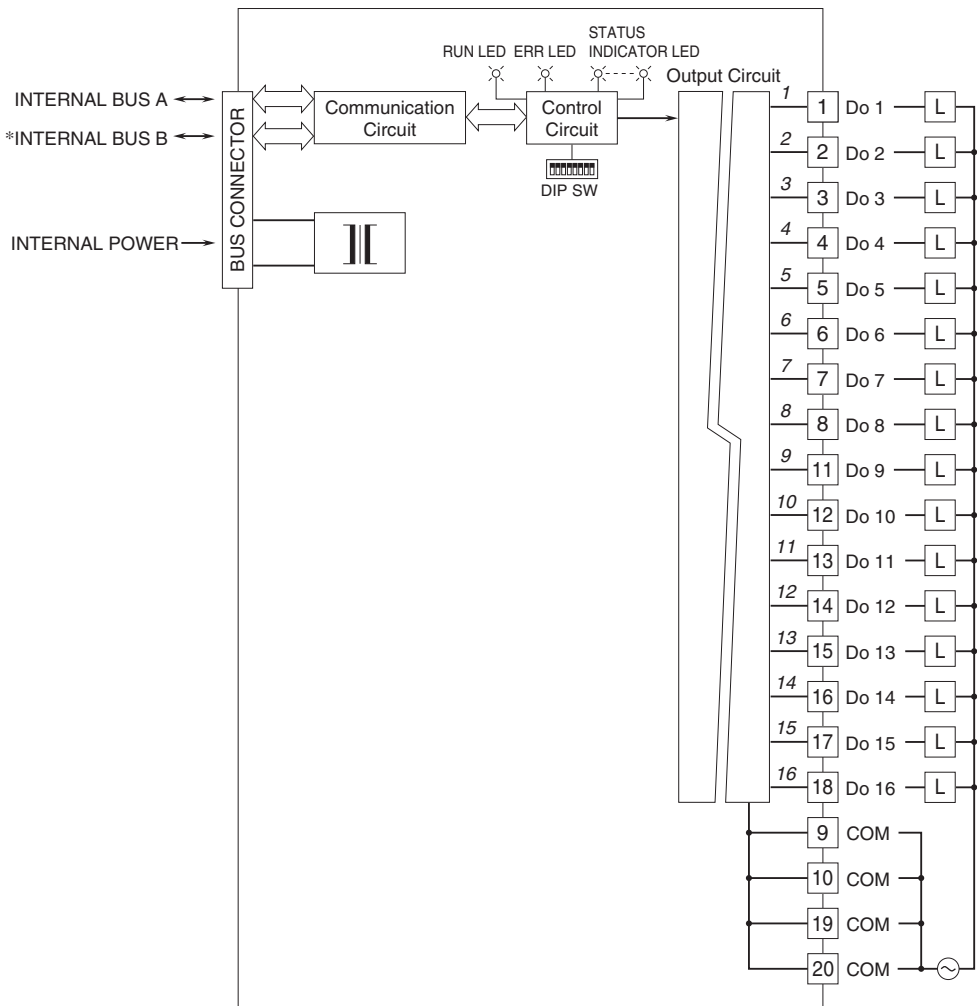 STATUS
RUN LED ERR LED INDICATOR LED
Output Circuit
INTERNAL BUS A
*INTERNAL BUS B
INTERNAL POWER
BUS CONNECTOR
Communication
Circuit
Control
Circuit
DIP SW
1 1 Do 1 L
2 2 Do 2 L
3 3 Do 3 L
4 4 Do 4 L
5 5 Do 5 L
6 6 Do 6 L
7 7 Do 7 L
8 8 Do 8 L
9 11 Do 9 L
10 12 Do 10 L
11 13 Do 11 L
12 14 Do 12 L
13 15 Do 13 L
14 16 Do 14 L
15 17 Do 15 L
16 18 Do 16 L
9 COM
10 COM
19 COM
20 COM